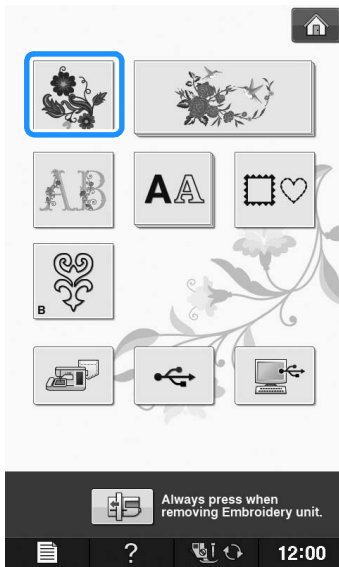 AB
AA
B
Always press when
removing Embroidery unit.
?
12:00